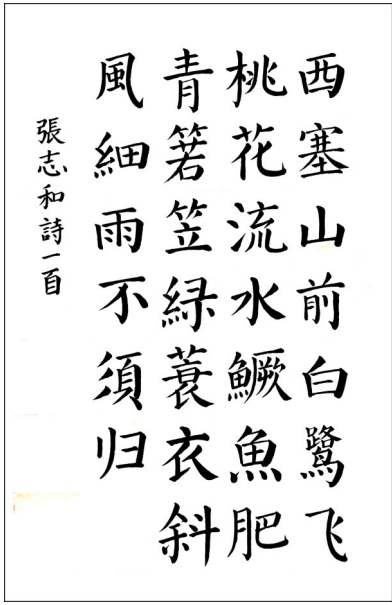 西塞山前白鷺飞
桃花流水鱖魚肥
青箬笠緑蓑衣斜
風細雨不須归
張志和詩一首